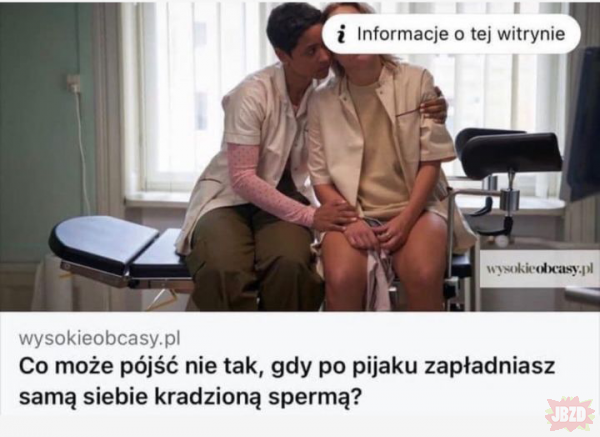 i Informacje o tej witrynie
wysokieobcasy.pl
wysokieobcasy.pl
Co może pójść nie tak, gdy po pijaku zapładniasz
samą siebie kradzioną spermą?
JBZD